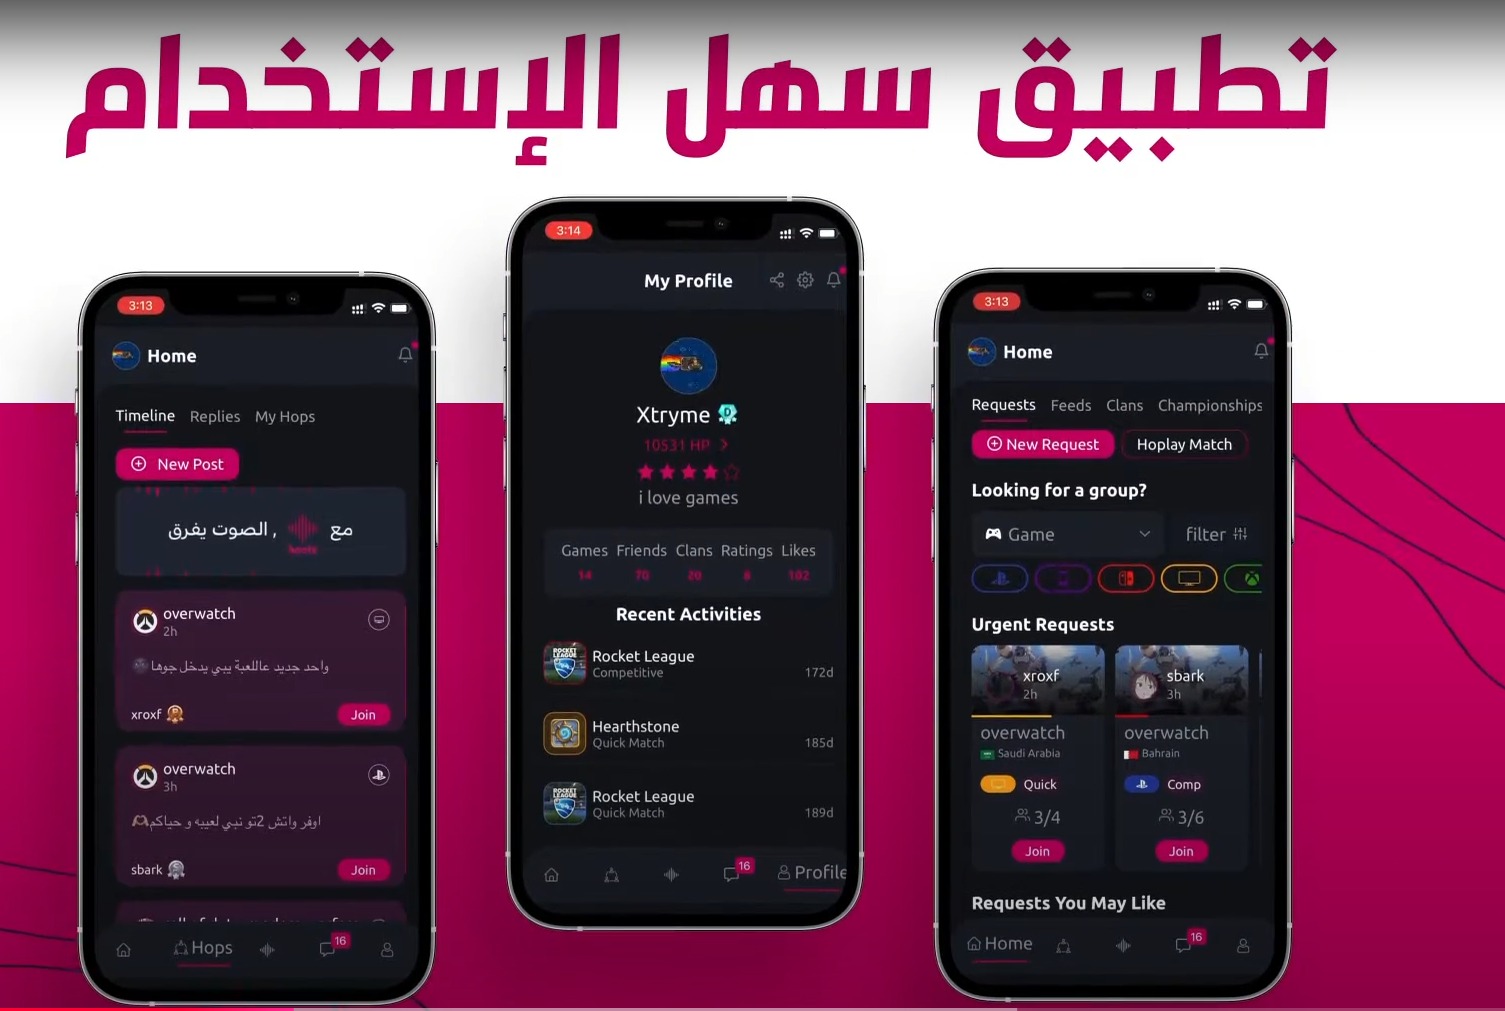 تطبيق سهل الإستخدام
3:13
Home
Timeline Replies My Hops
New Post
مع , الصوت يفرق
overwatch
2h
واحد جديد عاللعبة يبي يدخل جوها
xroxf
Join
overwatch
3h
اوفر واتش 2تو نبي لعيبه و حياكم
sbark
Join
Hops
16
3:14
My Profile
Xtryme
10531 HP >
i love games
Games Friends Clans Ratings Likes
14 70 20 8 102
Recent Activities
Rocket League
Competitive
172d
Hearthstone
Quick Match
185d
Rocket League
Quick Match
189d
16
Profile
3:13
Home
Requests Feeds Clans Championships
New Request Hoplay Match
Looking for a group?
Game
filter
Urgent Requests
xroxf
2h
overwatch
Saudi Arabia
Quick
3/4
Join
sbark
3h
overwatch
Bahrain
Comp
3/6
Join
Requests You May Like
Home
16